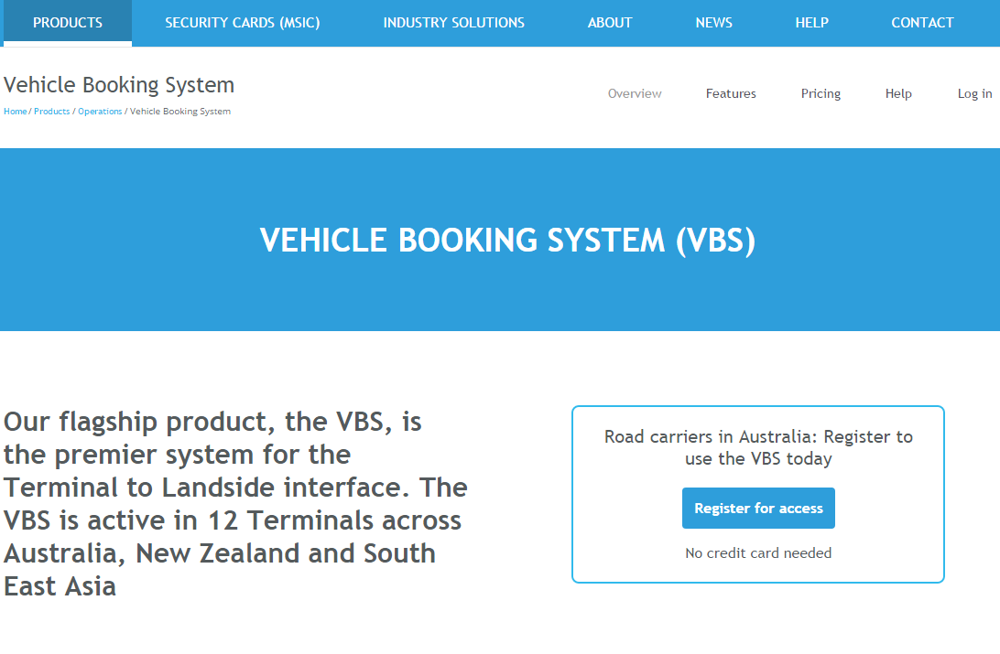 PRODUCTS SECURITY CARDS (MSIC) INDUSTRY SOLUTIONS ABOUT NEWS HELP CONTACT
Vehicle Booking System
Overview Features Pricing Help Log in
Home / Products / Operations / Vehicle Booking System
VEHICLE BOOKING SYSTEM (VBS)
Our flagship product, the VBS, is
the premier system for the
Terminal to Landside interface. The
VBS is active in 12 Terminals across
Australia, New Zealand and South
East Asia
Road carriers in Australia: Register to
use the VBS today
Register for access
No credit card needed